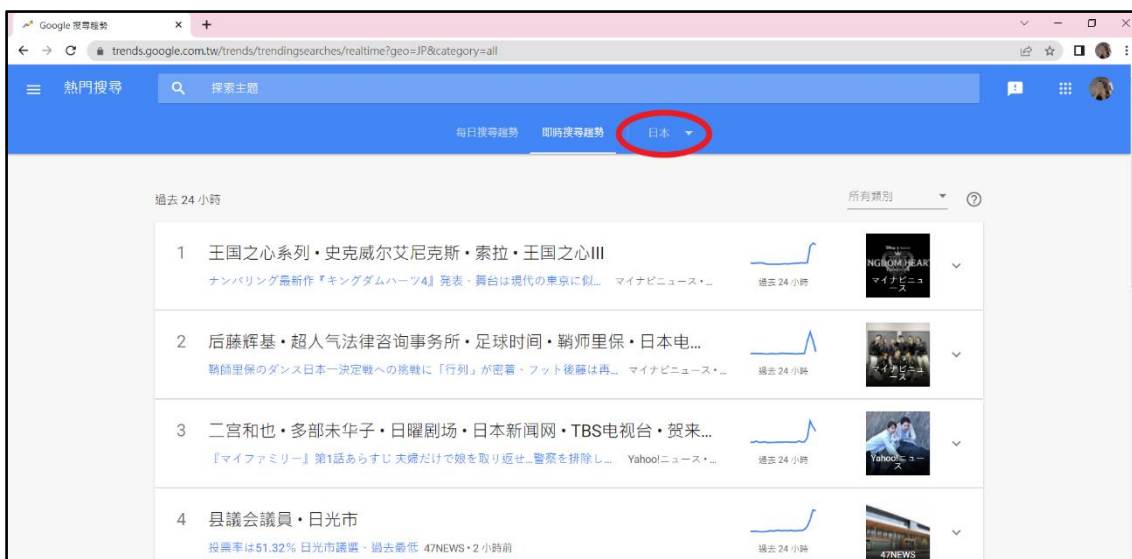 Google 搜尋趨勢
trends.google.com.tw/trends/trendingsearches/realtime?geo=JP&category=all
熱門搜尋
探索主題
每日搜尋趨勢 即時搜尋趨勢 日本
過去 24 小時
所有類別
1 王国之心系列・史克威尔艾尼克斯・索拉・王国之心III
ナンバリング最新作『キングダムハーツ4』発表 - 舞台は現代の東京に似... マイナビニュース・...
過去 24 小時
マイナビニュ
ース
2 后藤辉基・超人气法律咨询事务所・足球时间・鞘师里保・日本电...
鞘師里保のダンス日本一決定戦への挑戦に「行列」が密着 - フット後藤は再... マイナビニュース・...
過去 24 小時
マイナビニュ
ース
3 二宫和也・多部未华子・日曜剧场・日本新闻网・TBS电视台・贺来...
『マイファミリー』第1話あらすじ 夫婦だけで娘を取り返せ...警察を排除し... Yahoo!ニュース・...
過去 24 小時
Yahoo!ニュー
ス
4 县議会議員・日光市
投票率は51.32% 日光市議選 - 過去最低 47NEWS・2 小時前
過去 24 小時
47NEWS